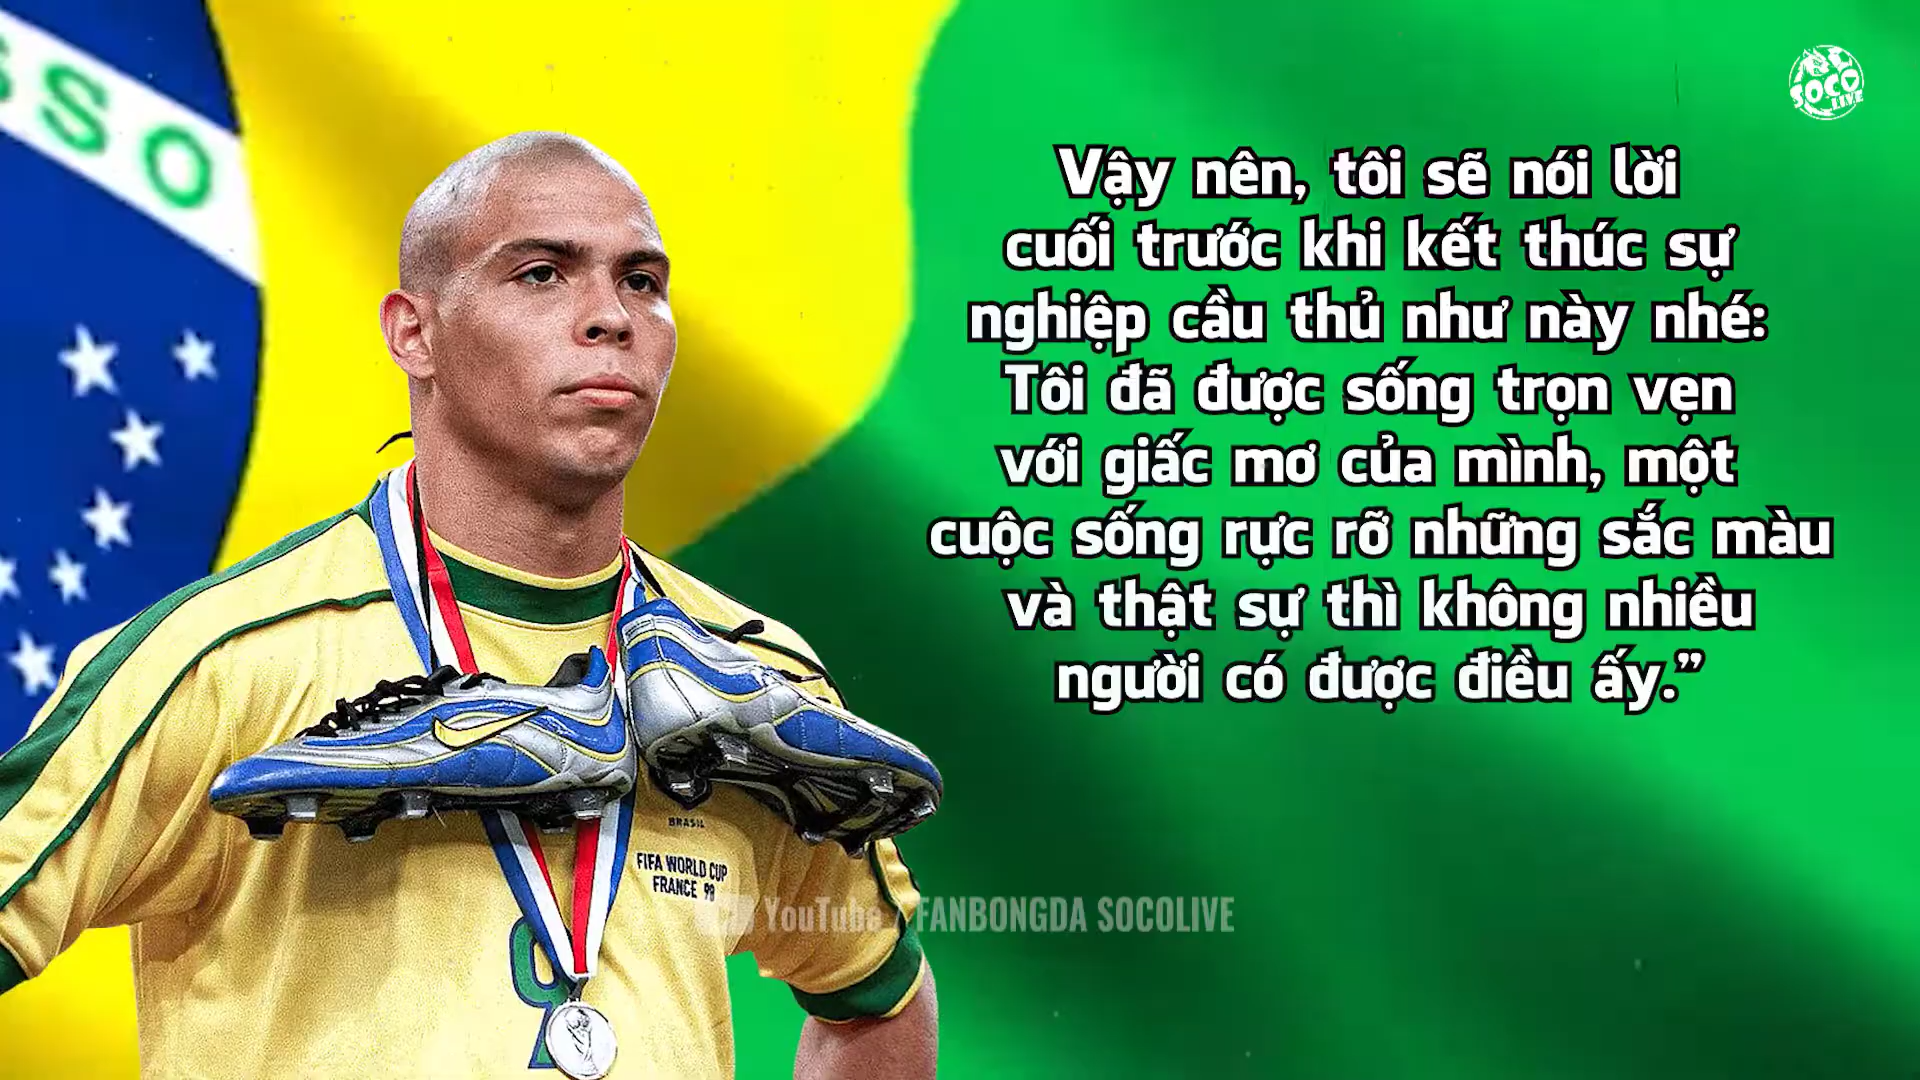 SSO
SOCO
LIVE
Vậy nên, tôi sẽ nói lời
cuối trước khi kết thúc sự
nghiệp cầu thủ như này nhé:
Tôi đã được sống trọn vẹn
với giấc mơ của mình, một
cuộc sống rực rỡ những sắc màu
và thật sự thì không nhiều
người có được điều ấy.”
BRASIL
FIFA WORLD CUP
FRANCE 98
YouTube / FANBONGDA SOCOLIVE
9